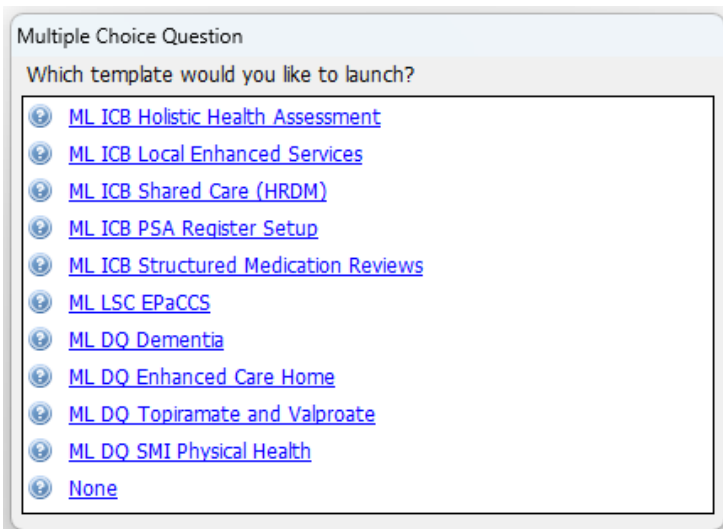 Multiple Choice Question
Which template would you like to launch?
ML ICB Holistic Health Assessment
ML ICB Local Enhanced Services
ML ICB Shared Care (HRDM)
ML ICB PSA Register Setup
ML ICB Structured Medication Reviews
ML LSC EPaCCS
ML DQ Dementia
ML DQ Enhanced Care Home
ML DQ Topiramate and Valproate
ML DQ SMI Physical Health
None